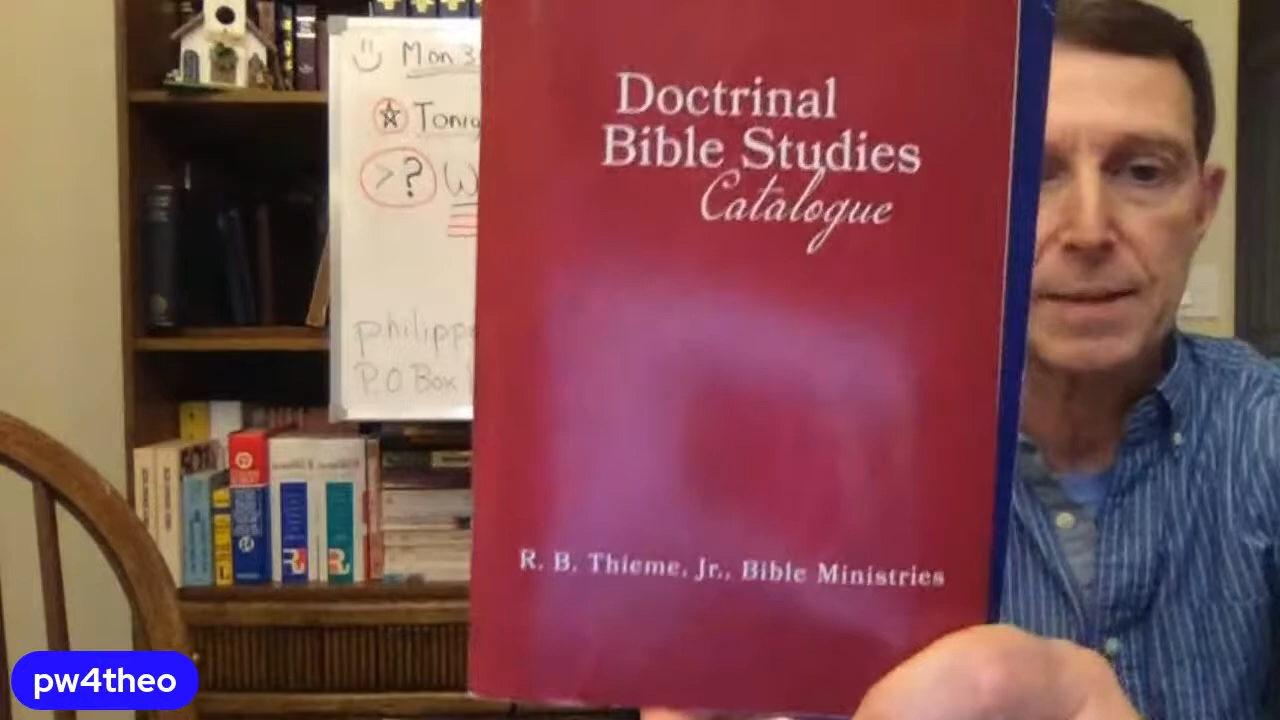 Mon 3
Tonig
>? W
philipp
P.O Box
Doctrinal
Bible Studies
Catalogue
R. B. Thieme, Jr., Bible Ministries
pw4theo